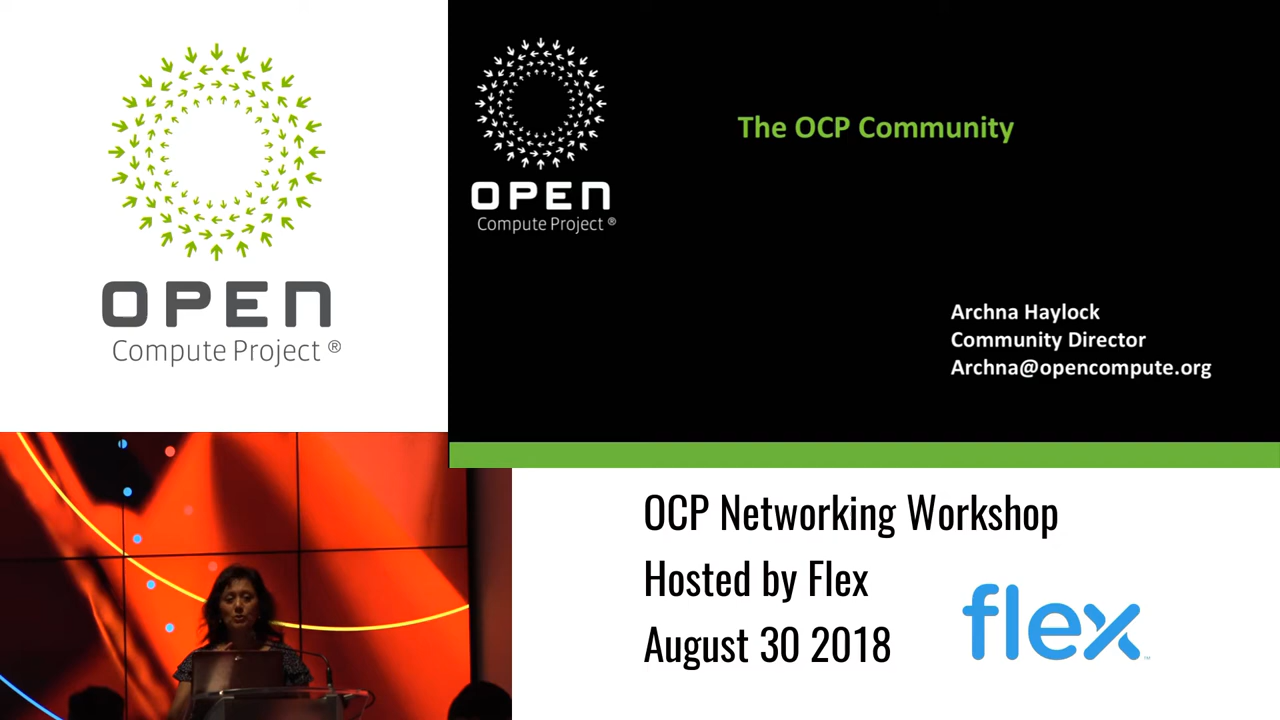 OPEN
Compute Project ®
OPEN
Compute Project ®
The OCP Community
Archna Haylock
Community Director
Archna@opencompute.org
OCP Networking Workshop
Hosted by Flex
August 30 2018
flex